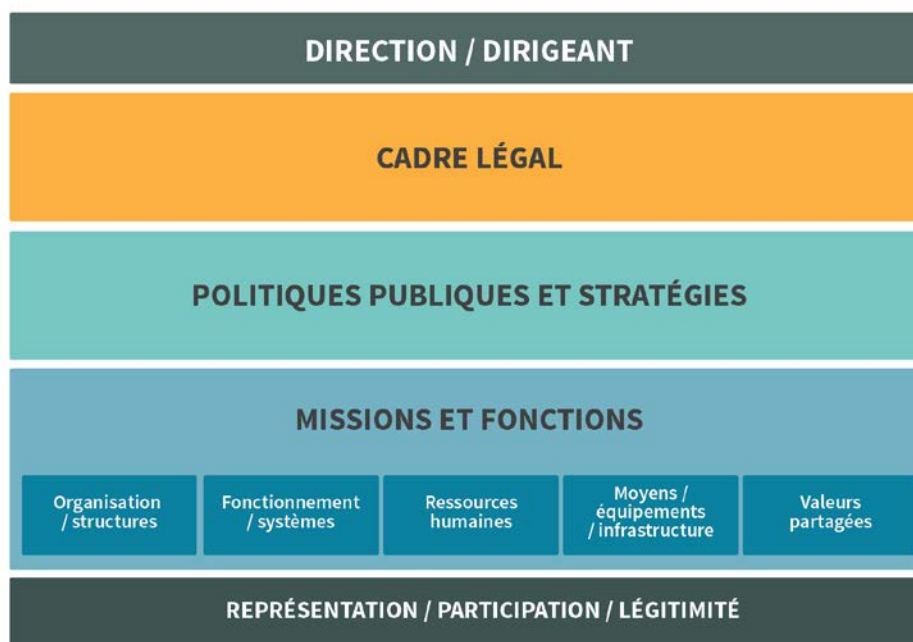 DIRECTION / DIRIGEANT
CADRE LÉGAL
POLITIQUES PUBLIQUES ET STRATÉGIES
MISSIONS ET FONCTIONS
Organisation
/ structures
Fonctionnement
/ systèmes
Ressources
humaines
Moyens /
équipements
/ infrastructure
Valeurs
partagées
REPRÉSENTATION / PARTICIPATION / LÉGITIMITÉ